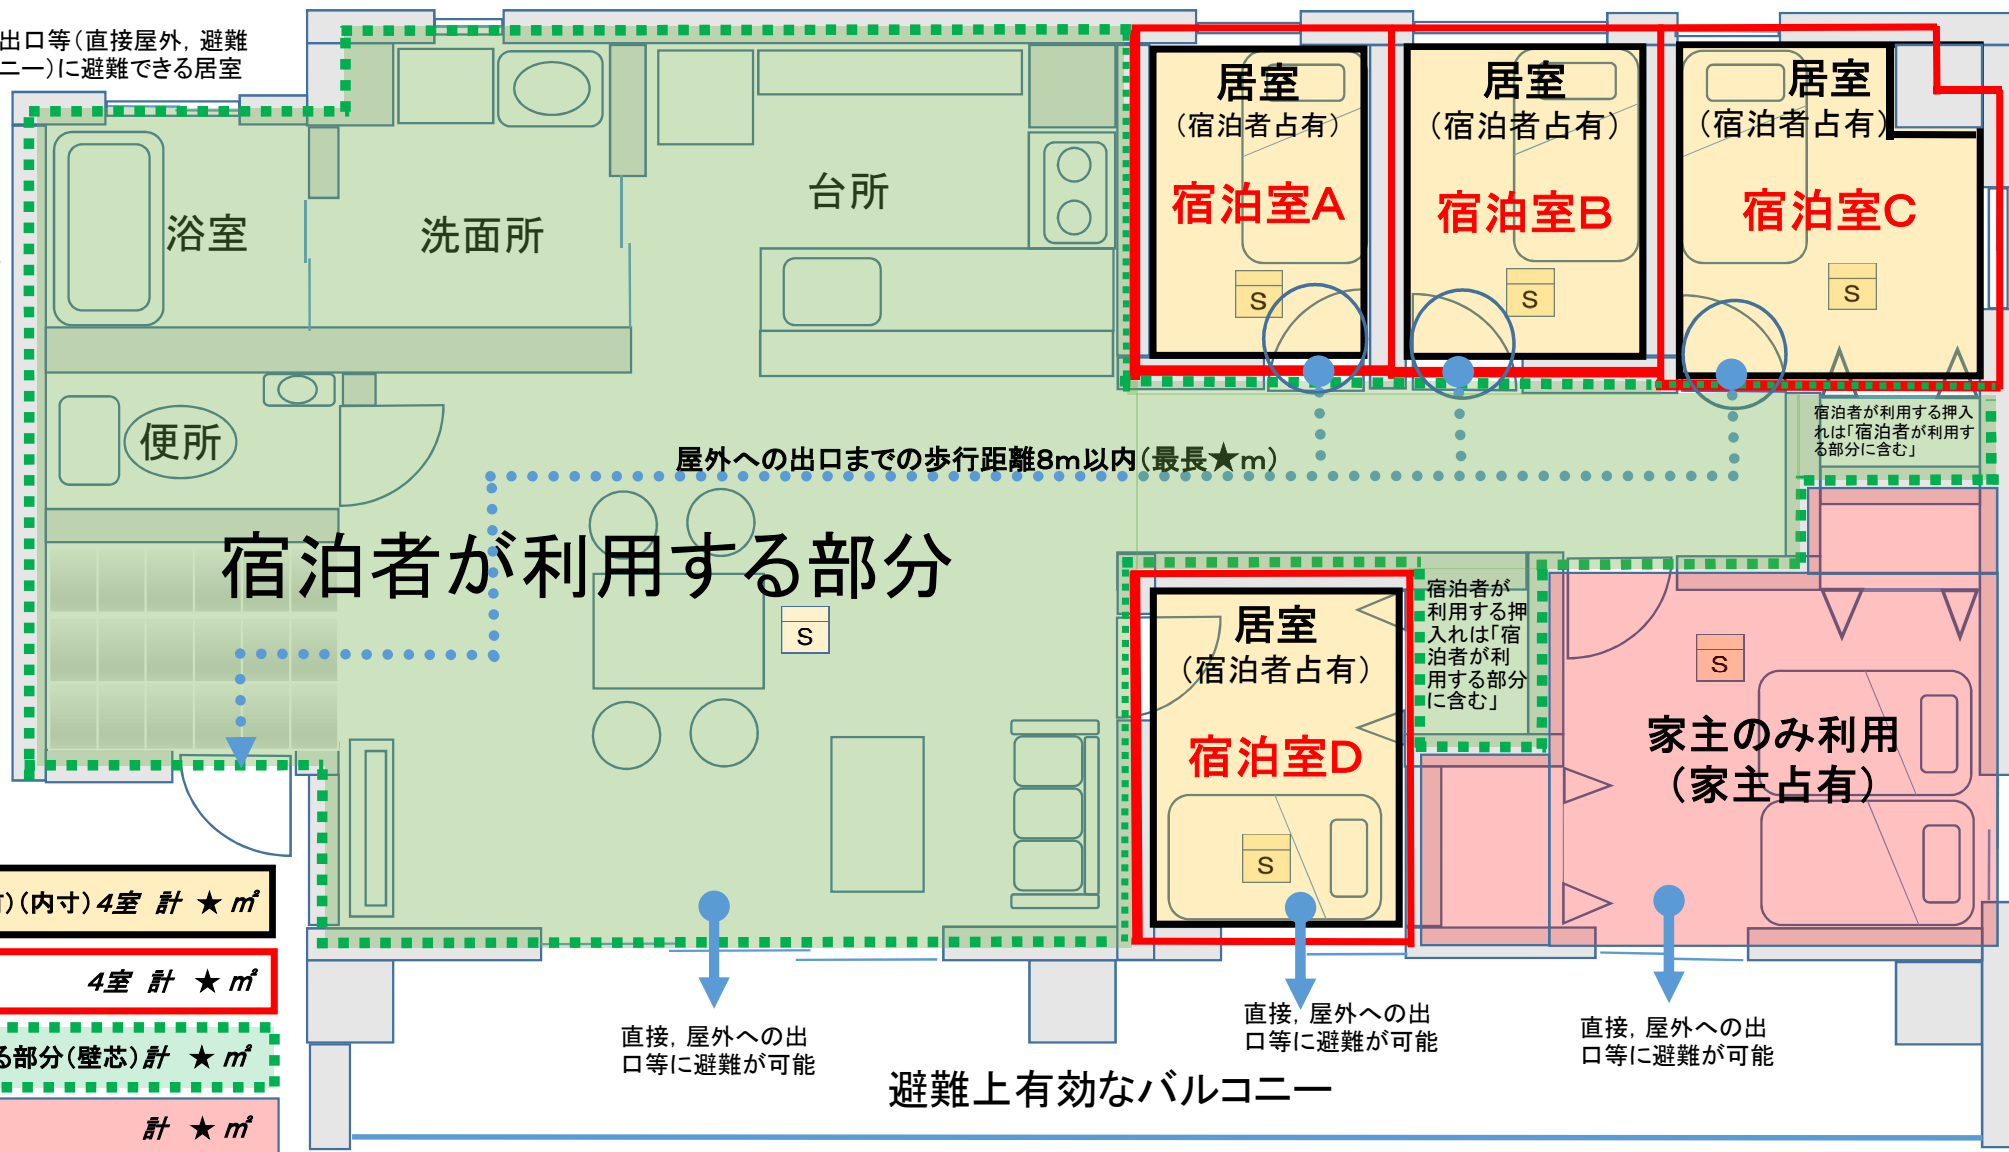 出口等（直接屋外，避難
ニー）に避難できる居室
居室
（宿泊者占有）
宿泊室A
S
居室
（宿泊者占有）
宿泊室B
S
居室
（宿泊者占有）
宿泊室C
S
浴室
洗面所
台所
便所
宿泊者が利用する押入
れは「宿泊者が利用す
る部分に含む」
屋外への出口までの歩行距離8m以内（最長★m）
宿泊者が利用する部分
S
居室
（宿泊者占有）
宿泊室D
S
宿泊者が
利用する押
入れは「宿
泊者が利
用する部分
に含む」
S
家主のみ利用
（家主占有）
）（内寸）4室 計 ★㎡
4室 計 ★㎡
る部分（壁芯）計 ★㎡
計 ★㎡
直接，屋外への出
口等に避難が可能
直接，屋外への出
口等に避難が可能
直接，屋外への出
口等に避難が可能
避難上有効なバルコニー